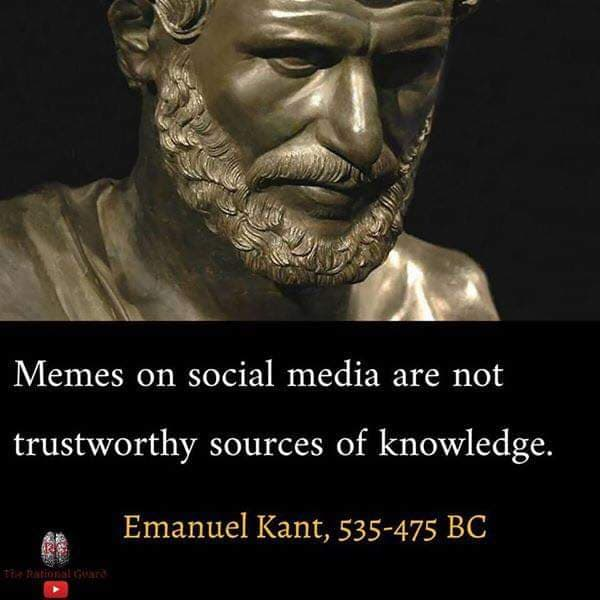 Memes on social media are not
trustworthy sources of knowledge.
Emanuel Kant, 535-475 BC
The Rational Guard